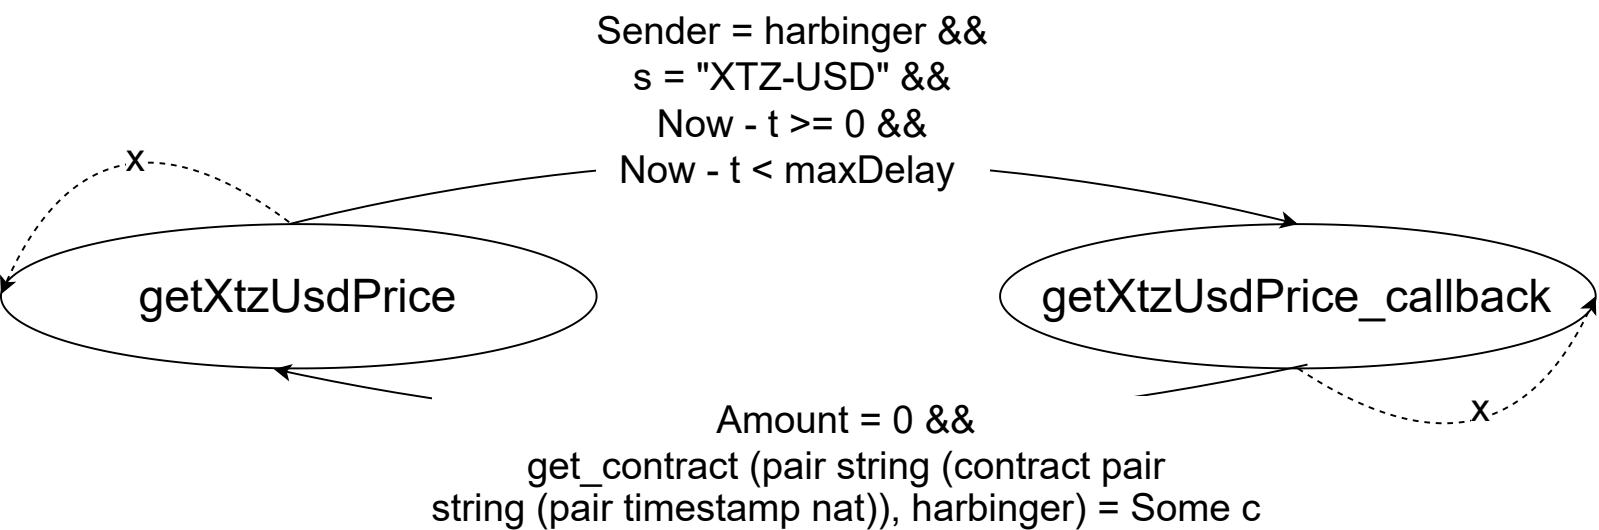 Sender = harbinger &&
s = "XTZ-USD" &&
Now - t >= 0 &&
Now - t < maxDelay
x
getXtzUsdPrice
getXtzUsdPrice_callback
x
Amount = 0 &&
get_contract (pair string (contract pair
string (pair timestamp nat)), harbinger) = Some c